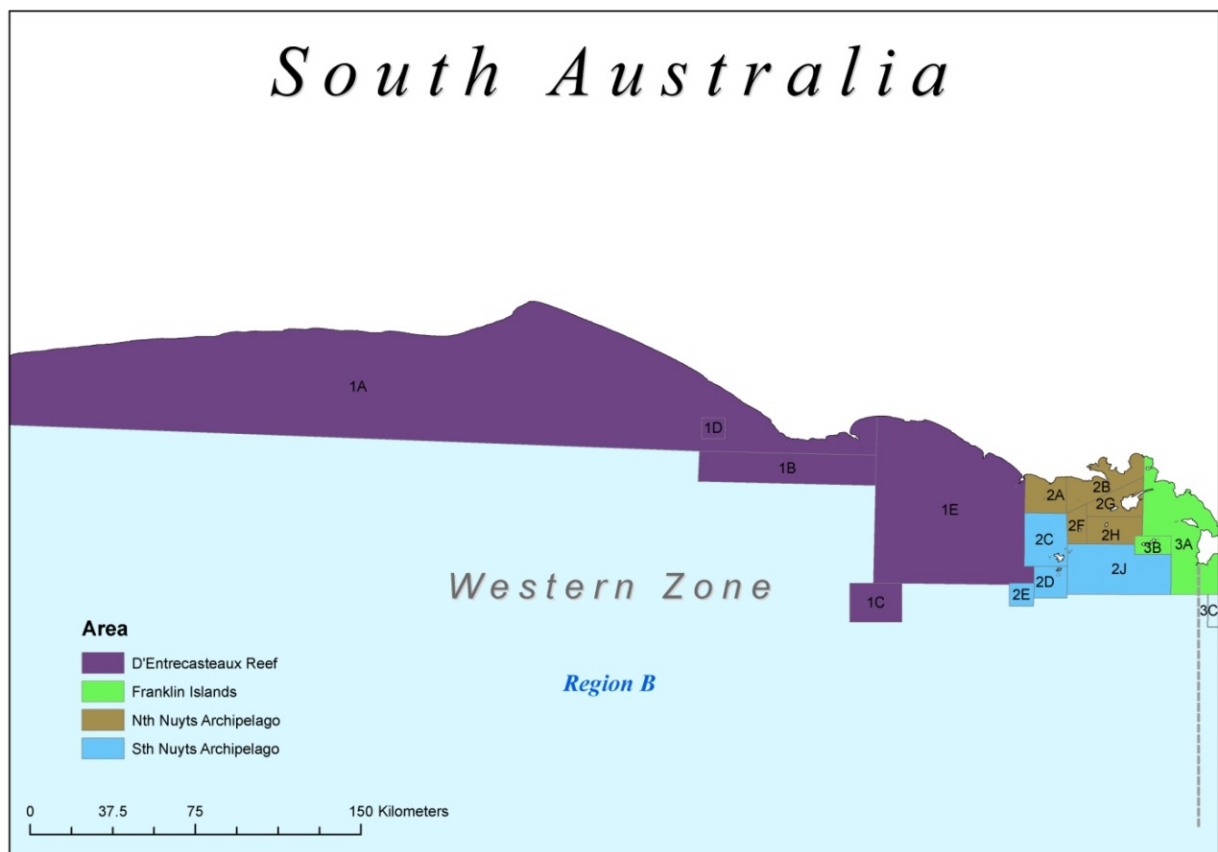 South Australia
1A
1D
1B
1E
1C
2A
2B
2G
2F
2H
2C
2D
2E
2J
3B
3A
3C
Western Zone
Region B
Area
D'Entrecasteaux Reef
Franklin Islands
Nth Nuyts Archipelago
Sth Nuyts Archipelago
0 37.5 75 150 Kilometers